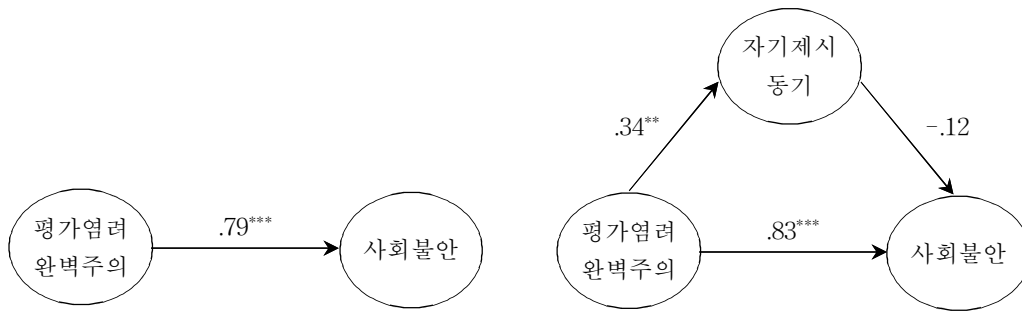 평가염려
완벽주의
.79***
사회불안
자기제시
동기
.34**
-.12
평가염려
완벽주의
.83***
사회불안